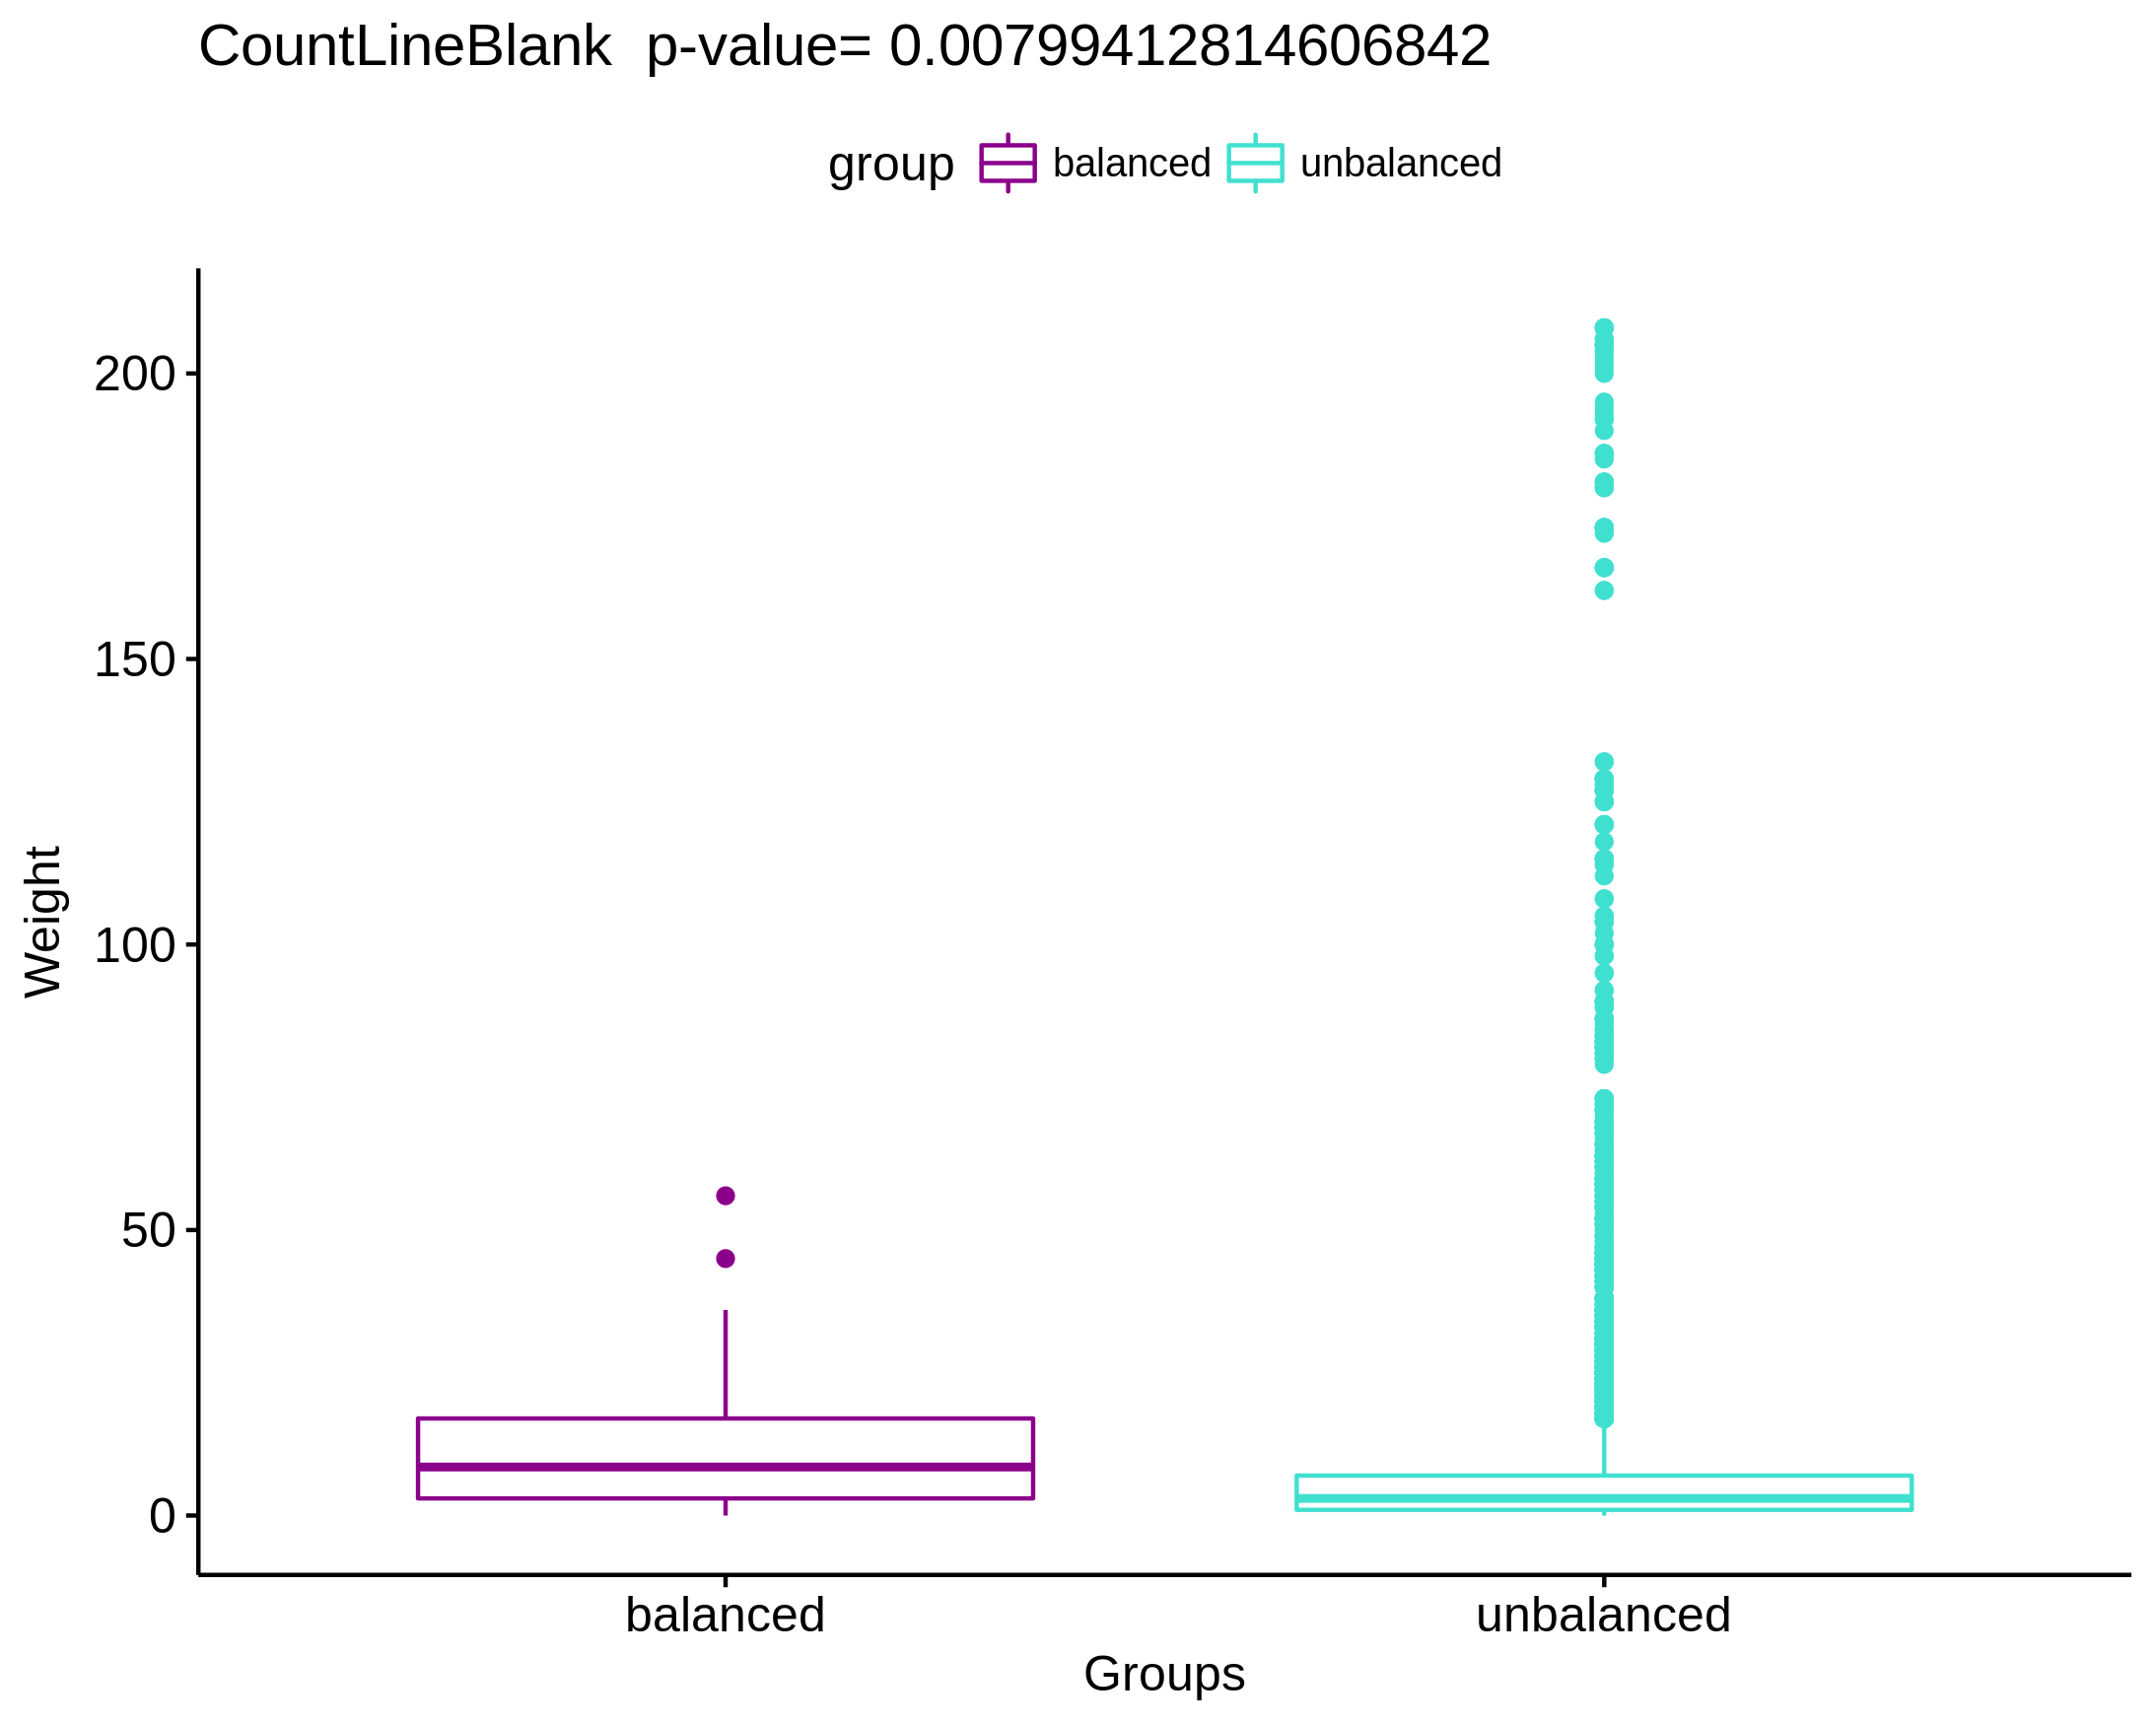 CountLineBlank  p-value= 0.00799412814606842
group balanced unbalanced
200
150
100
50
0
Weight
balanced unbalanced
Groups